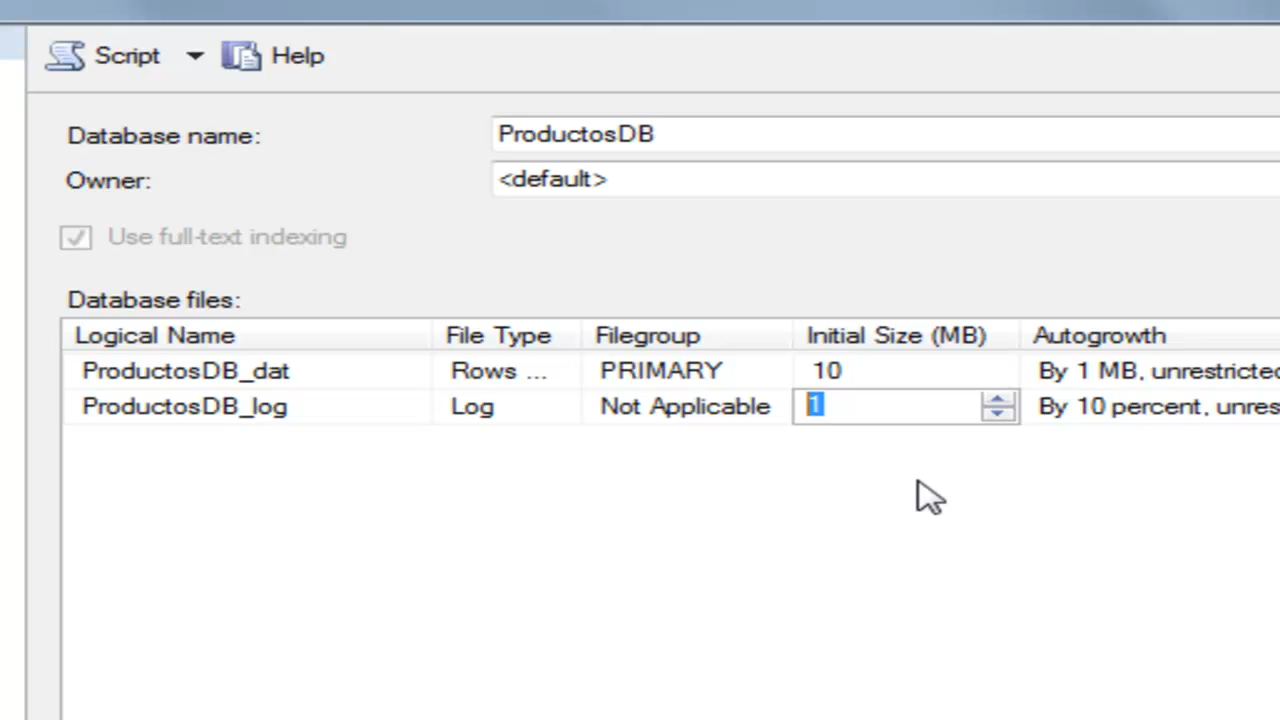 Script Help
Database name: ProductosDB
Owner: <default>
Use full-text indexing
Database files:
Logical Name File Type Filegroup Initial Size (MB) Autogrowth
ProductosDB_dat Rows ... PRIMARY 10 By 1 MB, unrestricted
ProductosDB_log Log Not Applicable 1 By 10 percent, unres